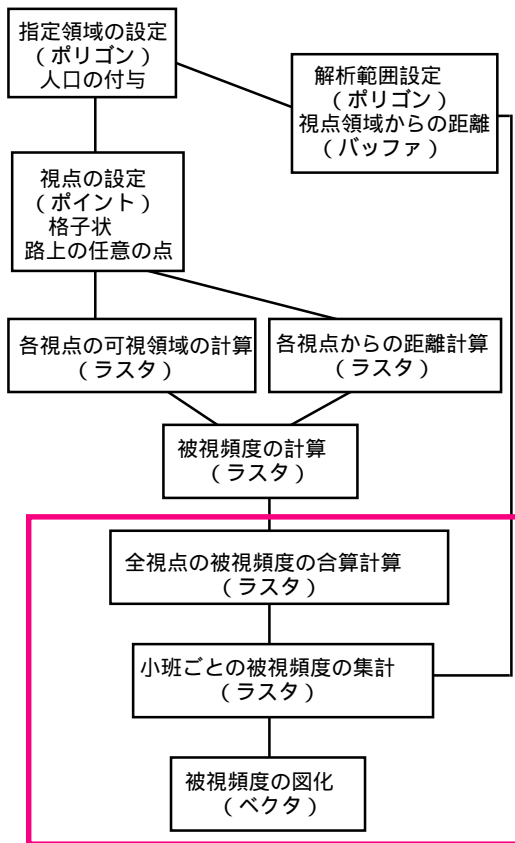 指定領域の設定
（ポリゴン）
人口の付与
解析範囲設定
（ポリゴン）
視点領域からの距離
（バッファ）
視点の設定
（ポイント）
格子状
路上の任意の点
各視点の可視領域の計算
（ラスタ）
各視点からの距離計算
（ラスタ）
被視頻度の計算
（ラスタ）
全視点の被視頻度の合算計算
（ラスタ）
小班ごとの被視頻度の集計
（ラスタ）
被視頻度の図化
（ベクタ）